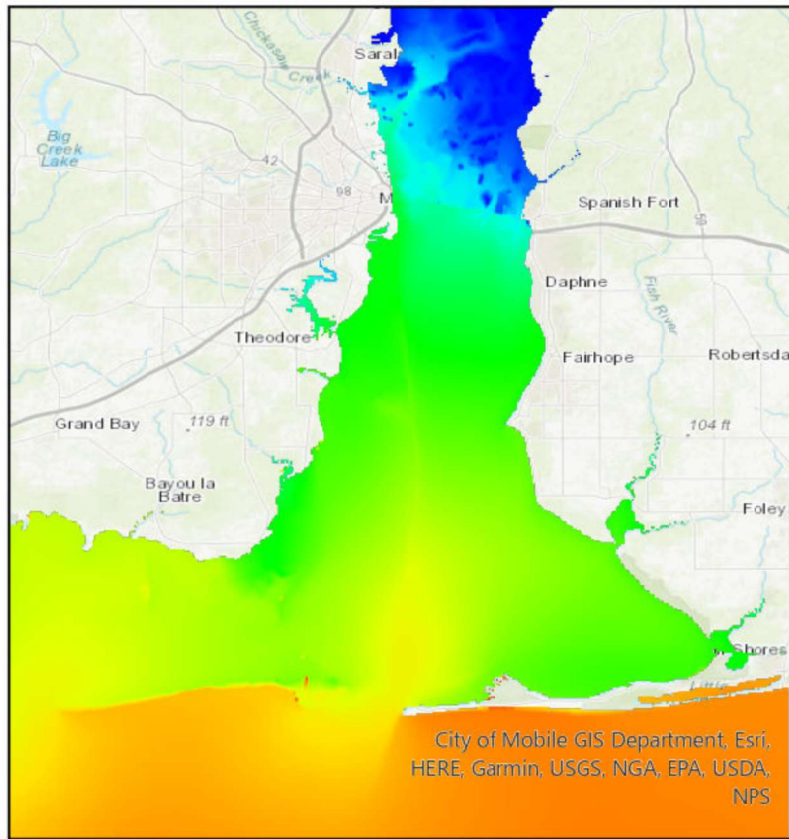 Chickasaw
Creek
Saral
Big
Creek
Lake
42
98
M
Spanish Fort
59
Daphne
Fish River
Theodore
Fairhope
Robertsda
Grand Bay
119 ft
104 ft
Bayou la
Batre
Foley
Shores
Little
City of Mobile GIS Department, Esri,
HERE, Garmin, USGS, NGA, EPA, USDA,
NPS